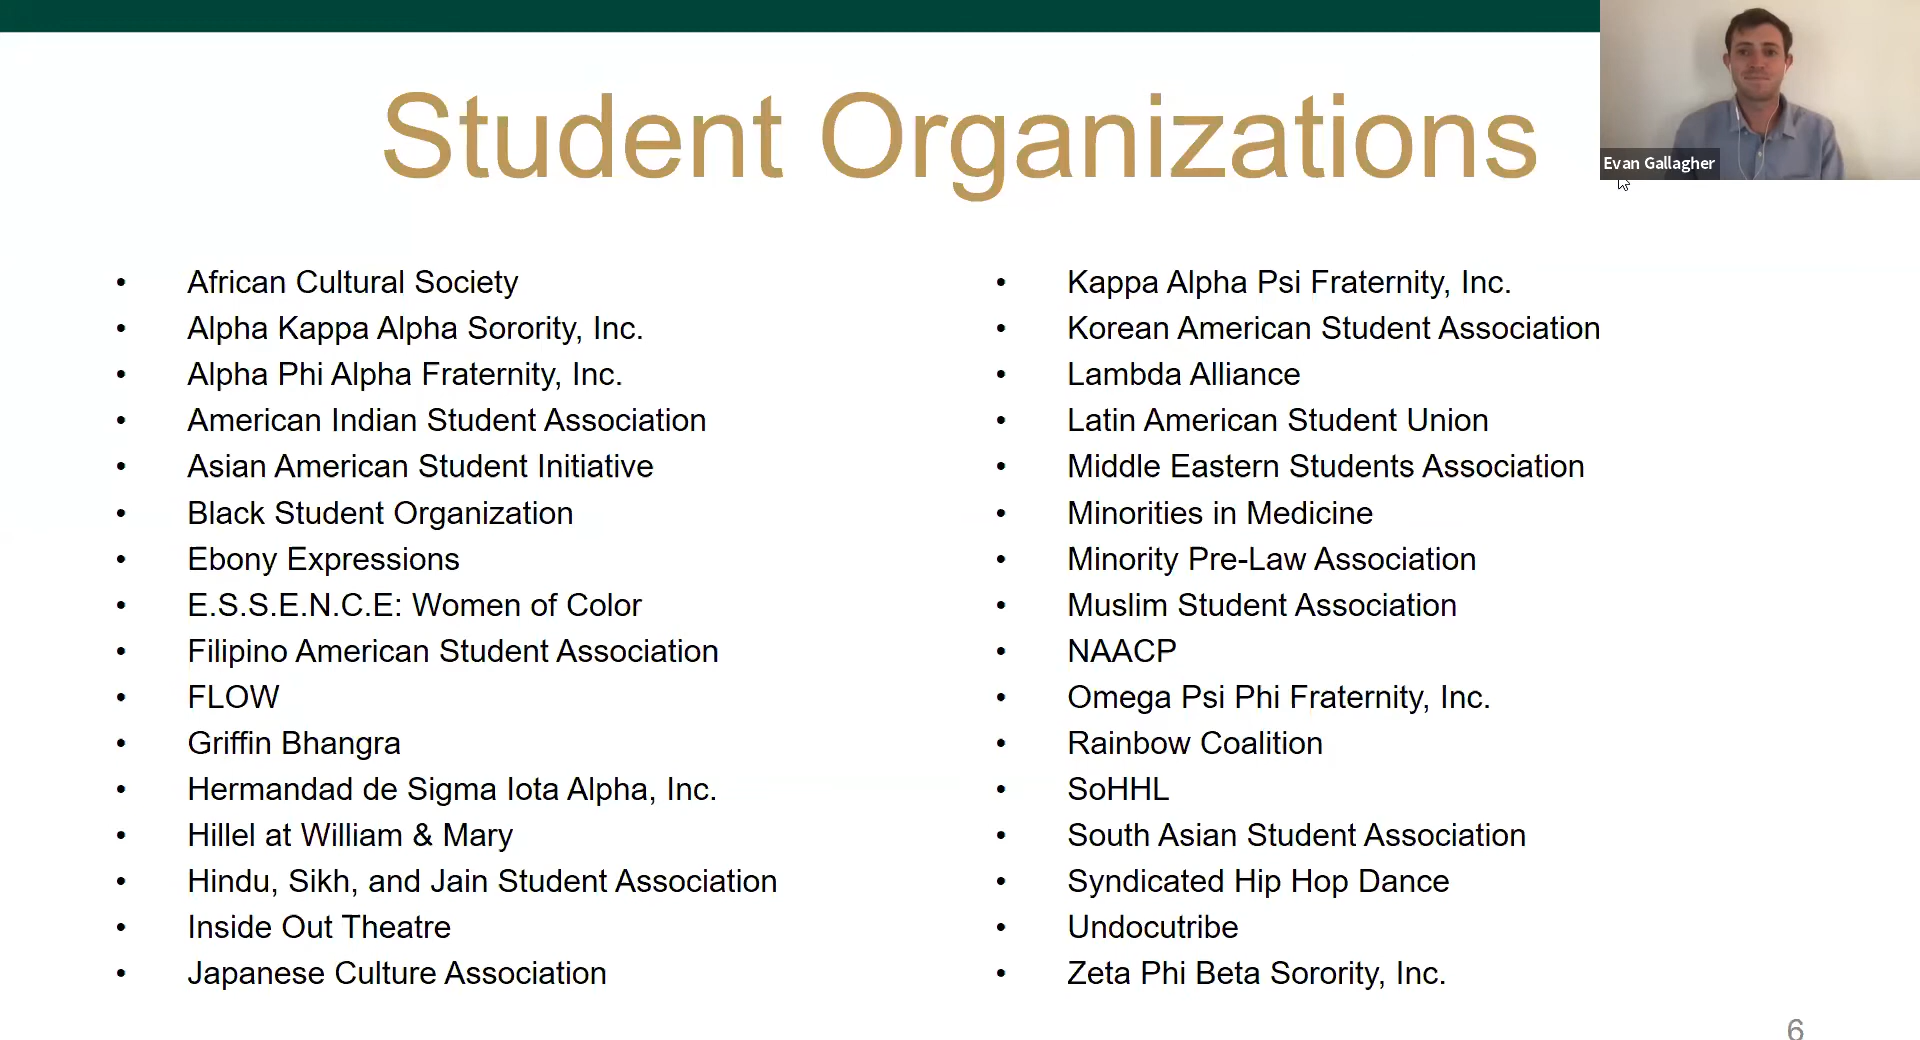 Student Organizations
Evan Gallagher
• African Cultural Society
• Alpha Kappa Alpha Sorority, Inc.
• Alpha Phi Alpha Fraternity, Inc.
• American Indian Student Association
• Asian American Student Initiative
• Black Student Organization
• Ebony Expressions
• E.S.S.E.N.C.E: Women of Color
• Filipino American Student Association
• FLOW
• Griffin Bhangra
• Hermandad de Sigma Iota Alpha, Inc.
• Hillel at William & Mary
• Hindu, Sikh, and Jain Student Association
• Inside Out Theatre
• Japanese Culture Association
• Kappa Alpha Psi Fraternity, Inc.
• Korean American Student Association
• Lambda Alliance
• Latin American Student Union
• Middle Eastern Students Association
• Minorities in Medicine
• Minority Pre-Law Association
• Muslim Student Association
• NAACP
• Omega Psi Phi Fraternity, Inc.
• Rainbow Coalition
• SoHHL
• South Asian Student Association
• Syndicated Hip Hop Dance
• Undocutribe
• Zeta Phi Beta Sorority, Inc.
6